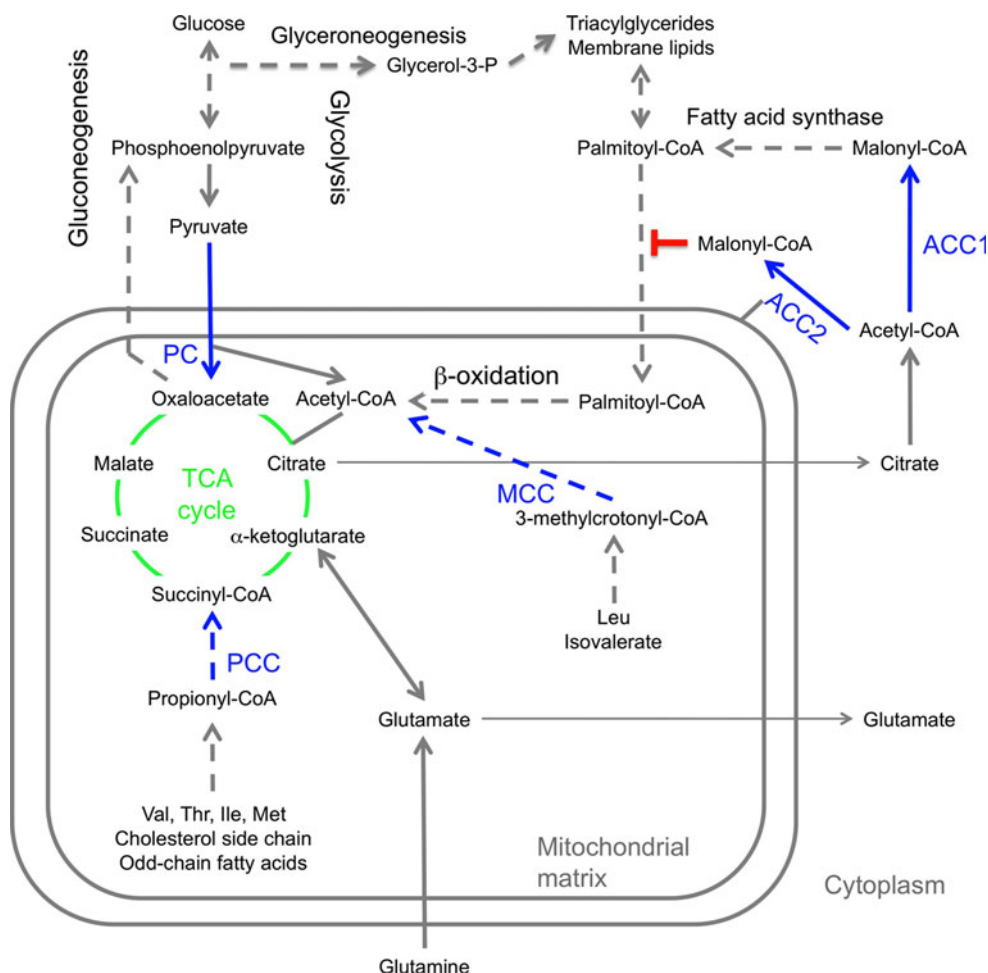 Glucose
Glyceroneogenesis
Glycerol-3-P
Triacylglycerides
Membrane lipids
Gluconeogenesis
Glycolysis
Phosphoenolpyruvate
Palmitoyl-CoA
Fatty acid synthase
Malonyl-CoA
Pyruvate
Malonyl-CoA
ACC1
ACC2
Acetyl-CoA
PC
Oxaloacetate
Acetyl-CoA
β-oxidation
Palmitoyl-CoA
Malate
TCA
cycle
Citrate
Citrate
MCC
3-methylcrotonyl-CoA
Succinate
α-ketoglutarate
Succinyl-CoA
Leu
Isovalerate
PCC
Propionyl-CoA
Glutamate
Glutamate
Val, Thr, Ile, Met
Cholesterol side chain
Odd-chain fatty acids
Mitochondrial
matrix
Cytoplasm
Glutamine